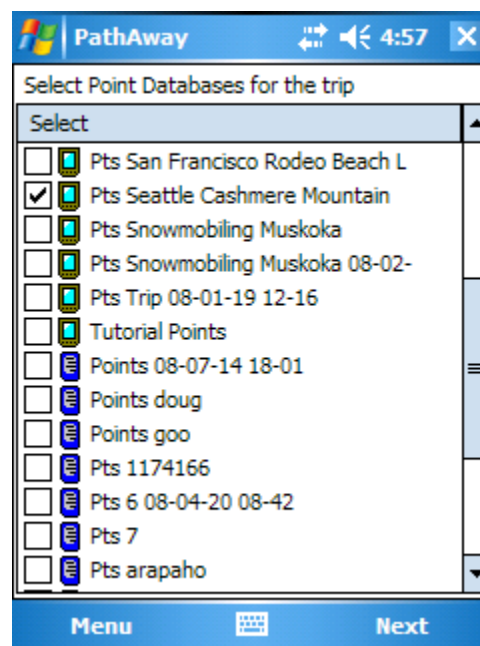 PathAway 4:57
Select Point Databases for the trip
Select
Pts San Francisco Rodeo Beach L
Pts Seattle Cashmere Mountain
Pts Snowmobiling Muskoka
Pts Snowmobiling Muskoka 08-02-
Pts Trip 08-01-19 12-16
Tutorial Points
Points 08-07-14 18-01
Points doug
Points goo
Pts 1174166
Pts 6 08-04-20 08-42
Pts 7
Pts arapaho
Menu Next